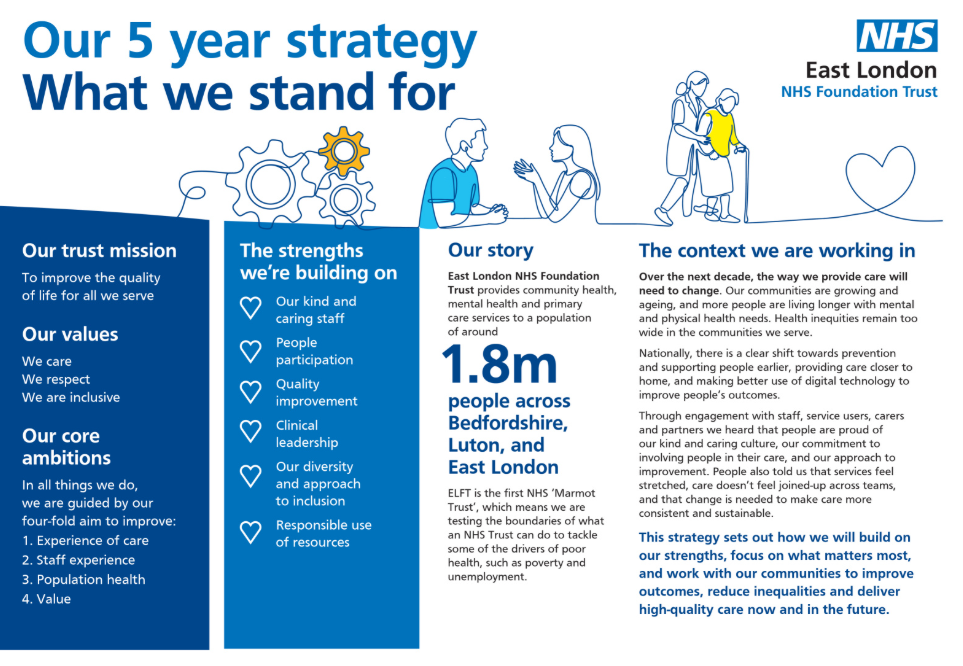 Our 5 year strategy
What we stand for
NHS
East London
NHS Foundation Trust
Our trust mission
To improve the quality
of life for all we serve
Our values
We care
We respect
We are inclusive
Our core
ambitions
In all things we do,
we are guided by our
four-fold aim to improve:
1. Experience of care
2. Staff experience
3. Population health
4. Value
The strengths
we're building on
Our kind and
caring staff
People
participation
Quality
improvement
Clinical
leadership
Our diversity
and approach
to inclusion
Responsible use
of resources
Our story
East London NHS Foundation
Trust provides community health,
mental health and primary
care services to a population
of around
1.8m
people across
Bedfordshire,
Luton, and
East London
ELFT is the first NHS 'Marmot
Trust', which means we are
testing the boundaries of what
an NHS Trust can do to tackle
some of the drivers of poor
health, such as poverty and
unemployment.
The context we are working in
Over the next decade, the way we provide care will
need to change. Our communities are growing and
ageing, and more people are living longer with mental
and physical health needs. Health inequities remain too
wide in the communities we serve.
Nationally, there is a clear shift towards prevention
and supporting people earlier, providing care closer to
home, and making better use of digital technology to
improve people's outcomes.
Through engagement with staff, service users, carers
and partners we heard that people are proud of
our kind and caring culture, our commitment to
involving people in their care, and our approach to
improvement. People also told us that services feel
stretched, care doesn't feel joined-up across teams,
and that change is needed to make care more
consistent and sustainable.
This strategy sets out how we will build on
our strengths, focus on what matters most,
and work with our communities to improve
outcomes, reduce inequalities and deliver
high-quality care now and in the future.